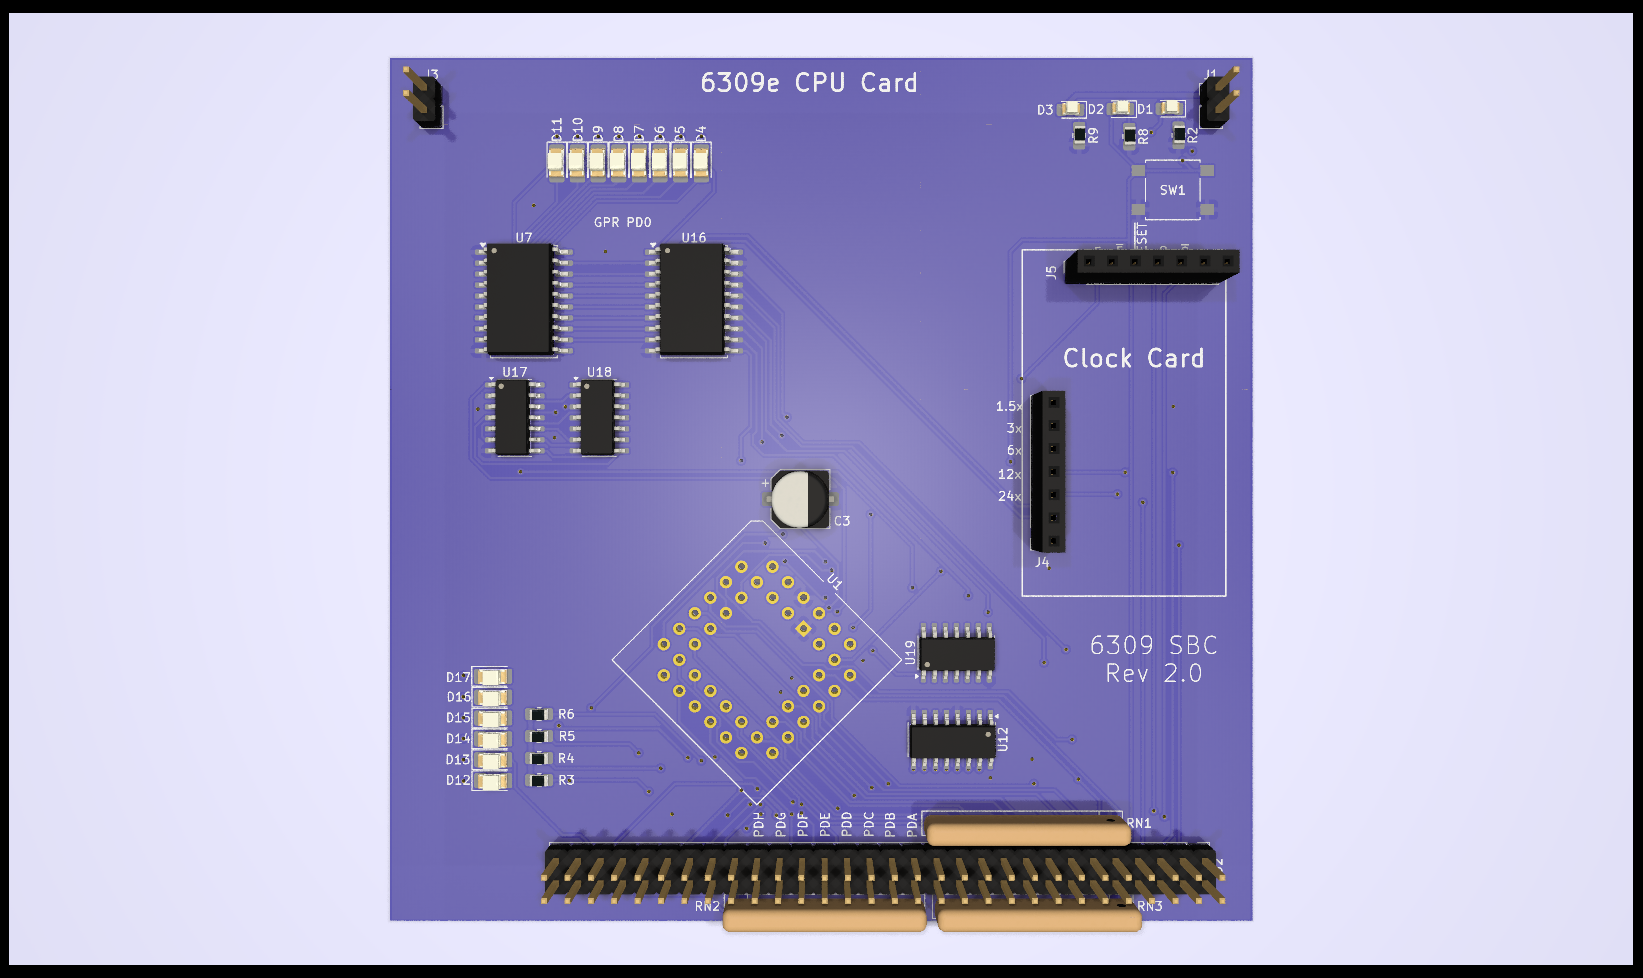 J3
6309e CPU Card
J1
D3
D2
D1
R9
R8
R2
D11
D10
D9
D8
D7
D6
D5
D4
SW1
GPR PD0
U7
U16
J5
Clock Card
U17
U18
1.5x
3x
6x
12x
24x
+
C3
J4
U1
U19
6309 SBC
Rev 2.0
D17
D16
D15
D14
D13
D12
R6
R5
R4
R3
U12
PDH
PDG
PDF
PDE
PDD
PDC
PDB
PDA
RN1
RN2
RN3